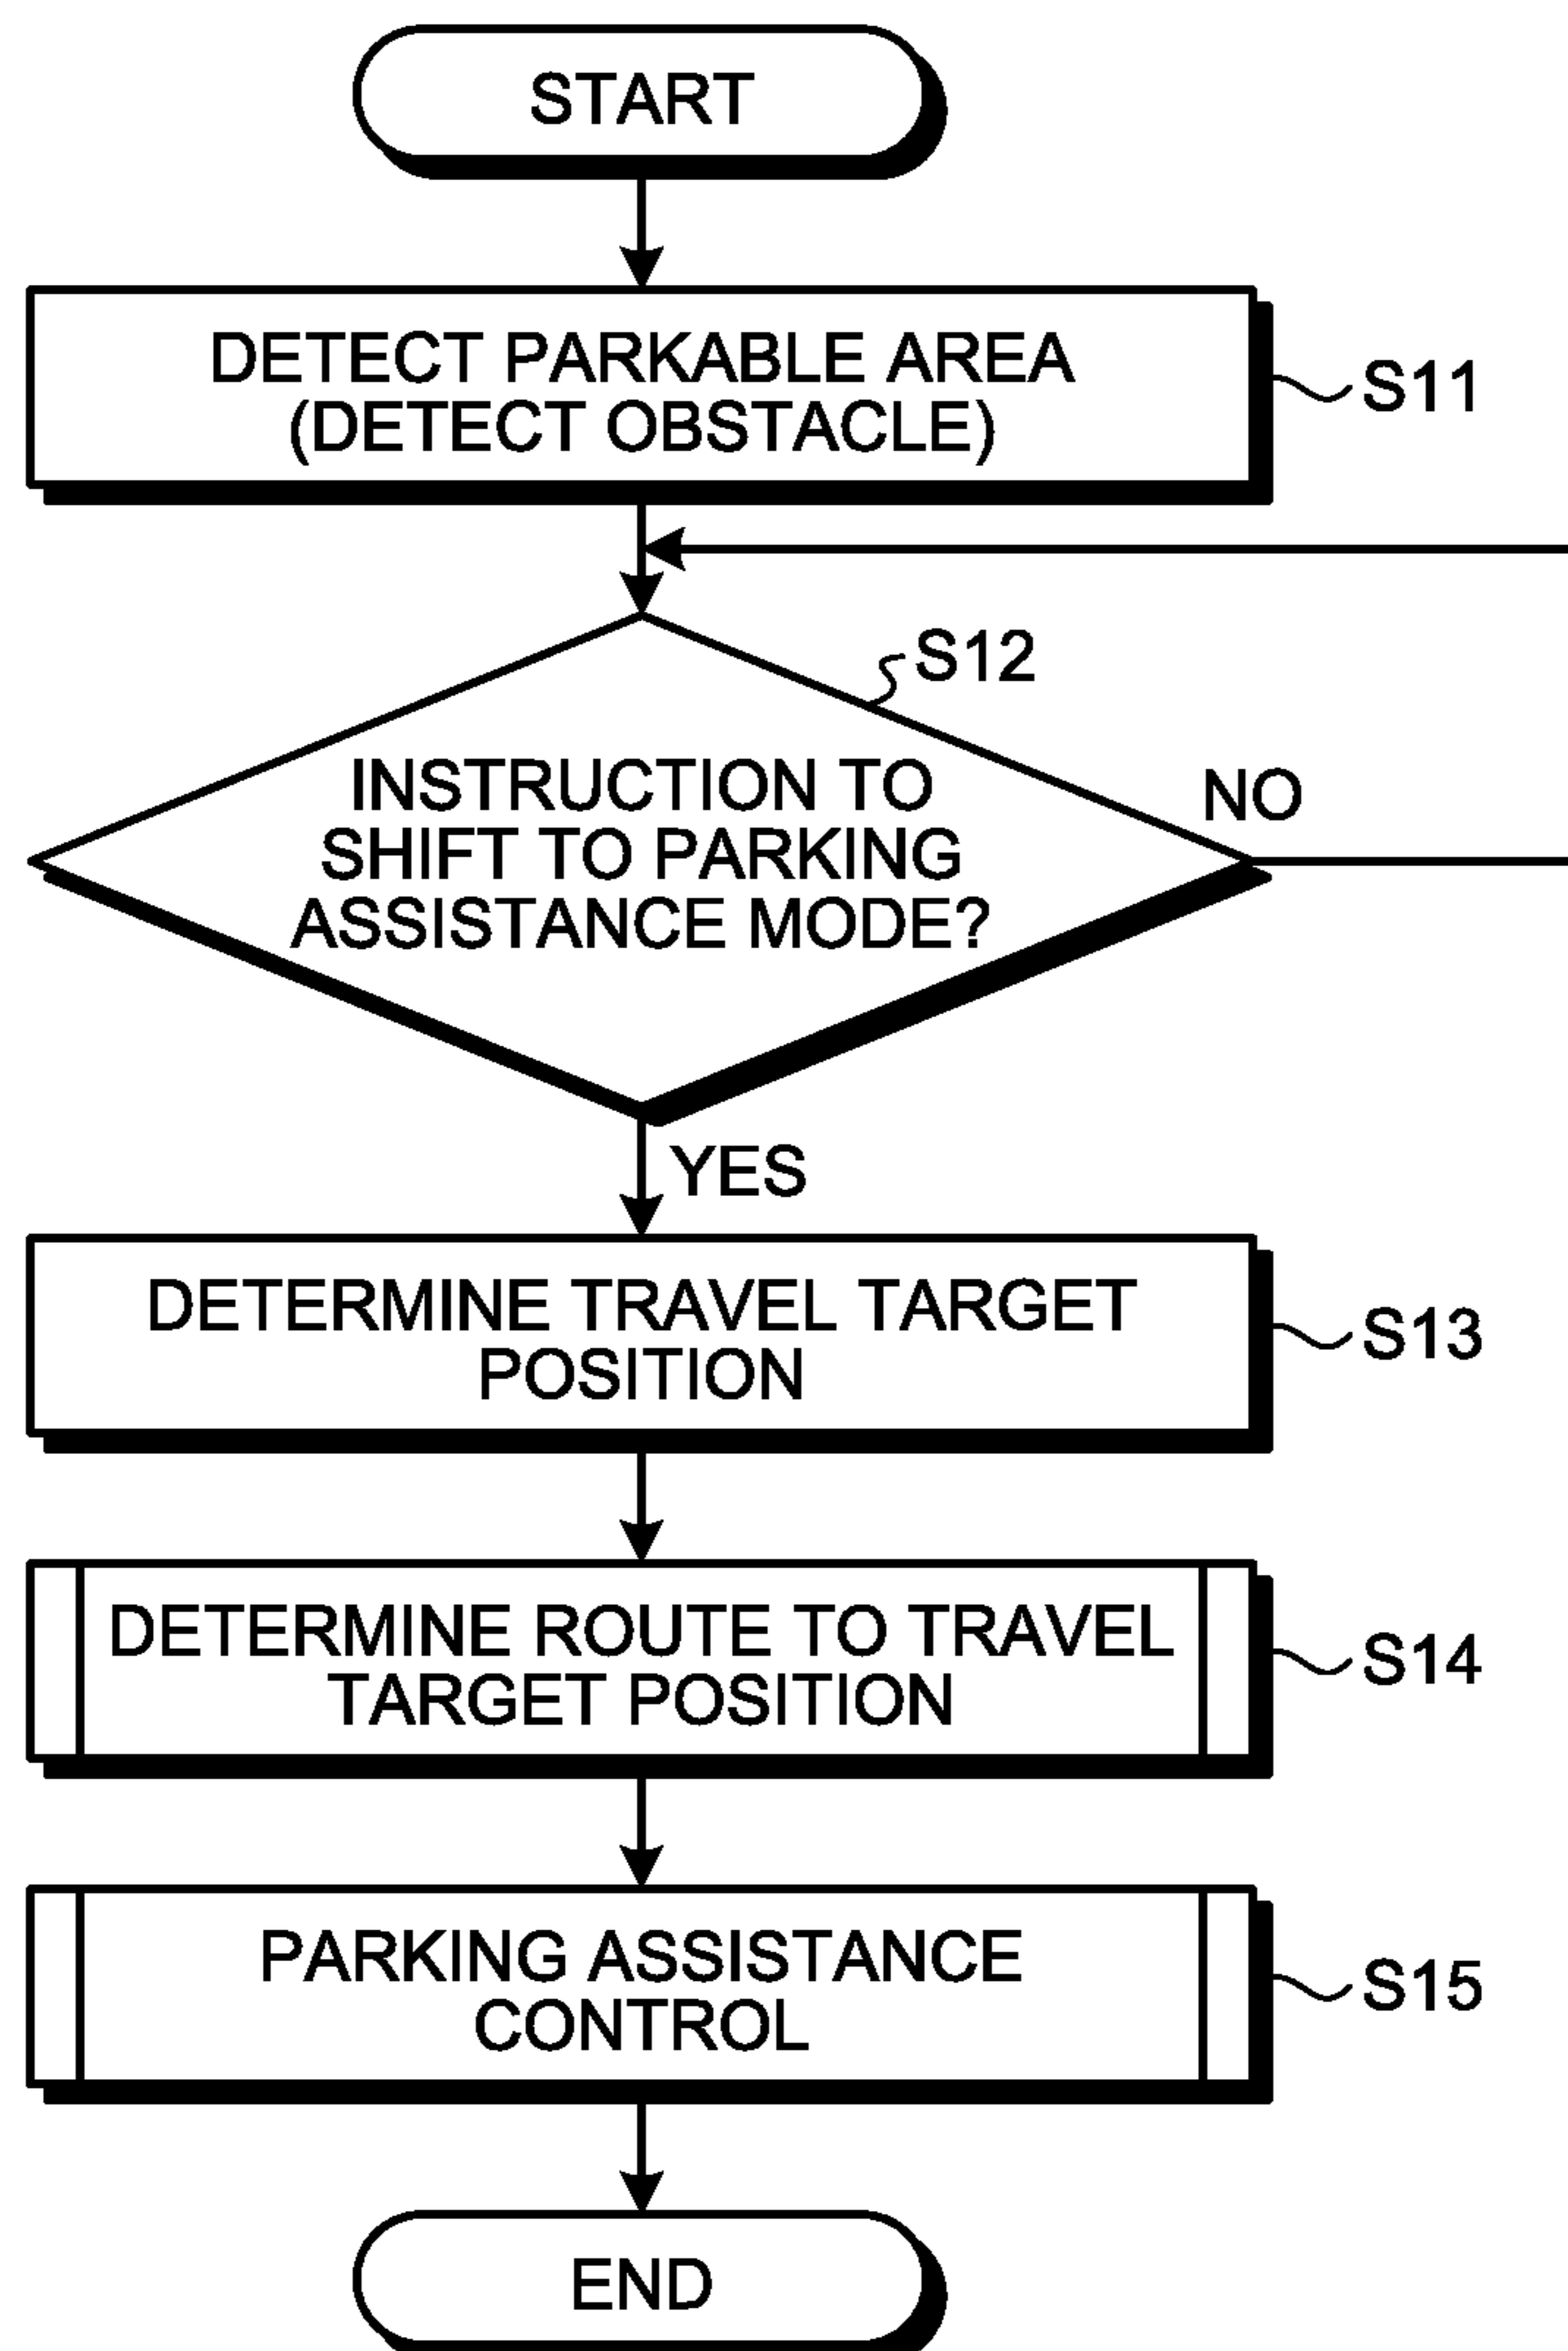 START
DETECT PARKABLE AREA
(DETECT OBSTACLE)
S11
S12
INSTRUCTION TO
SHIFT TO PARKING
ASSISTANCE MODE?
NO
YES
DETERMINE TRAVEL TARGET
POSITION
S13
DETERMINE ROUTE TO TRAVEL
TARGET POSITION
S14
PARKING ASSISTANCE
CONTROL
S15
END